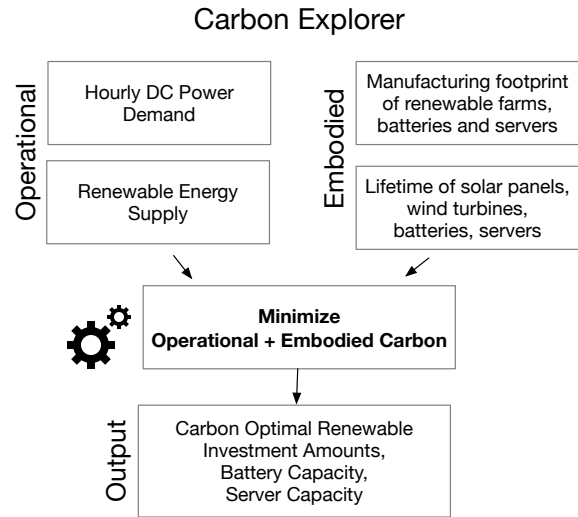 Carbon Explorer
Operational
Hourly DC Power
Demand
Renewable Energy
Supply
Embodied
Manufacturing footprint
of renewable farms,
batteries and servers
Lifetime of solar panels,
wind turbines,
batteries, servers
Minimize
Operational + Embodied Carbon
Output
Carbon Optimal Renewable
Investment Amounts,
Battery Capacity,
Server Capacity